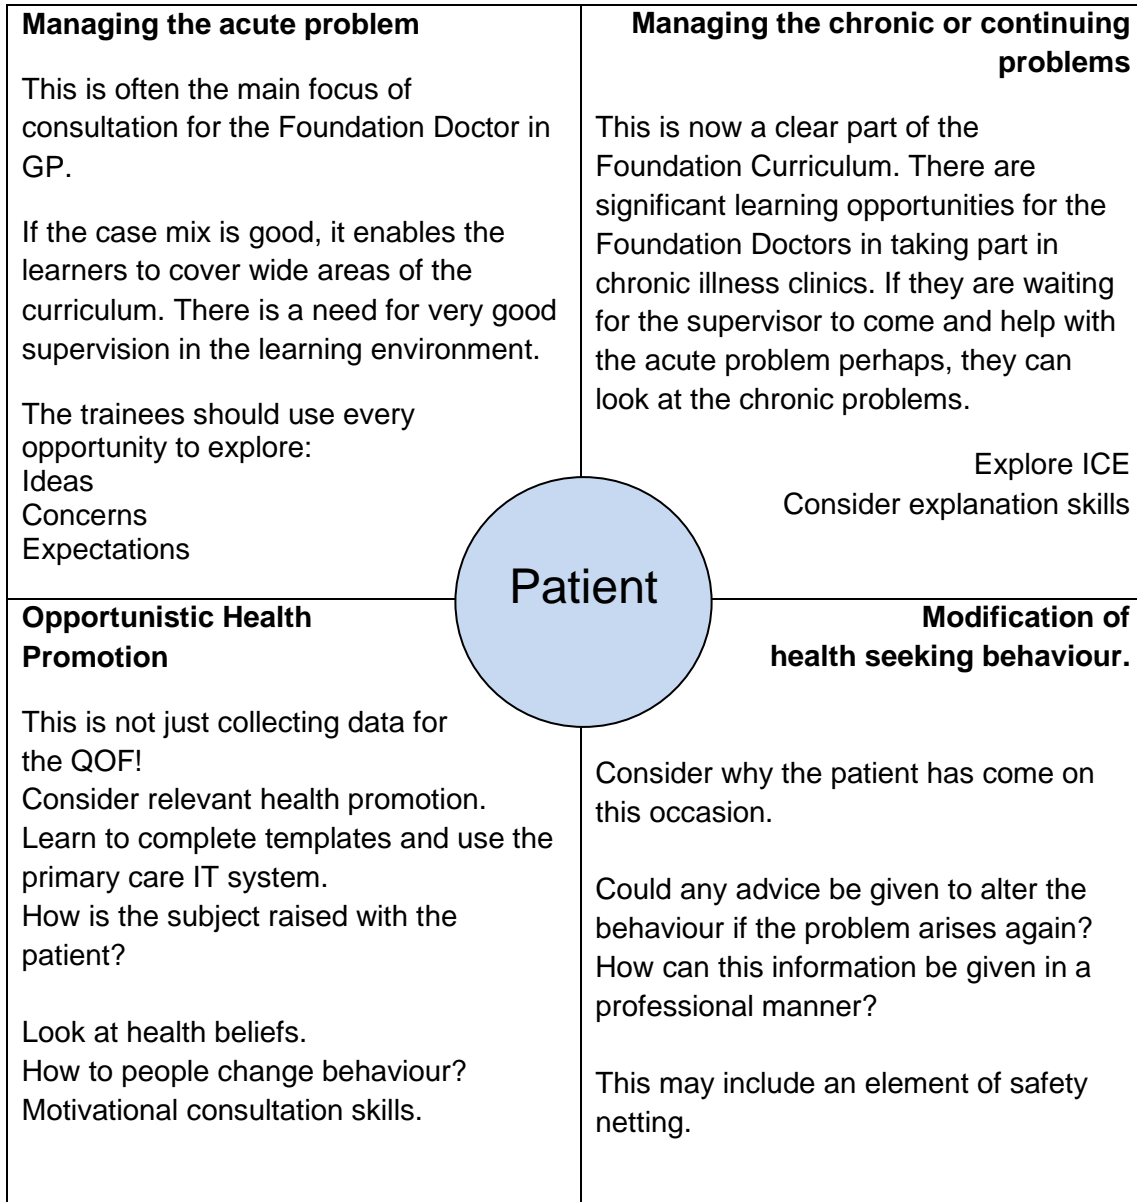 Managing the acute problem
This is often the main focus of
consultation for the Foundation Doctor in
GP.
If the case mix is good, it enables the
learners to cover wide areas of the
curriculum. There is a need for very good
supervision in the learning environment.
The trainees should use every
opportunity to explore:
Ideas
Concerns
Expectations
Managing the chronic or continuing
problems
This is now a clear part of the
Foundation Curriculum. There are
significant learning opportunities for the
Foundation Doctors in taking part in
chronic illness clinics. If they are waiting
for the supervisor to come and help with
the acute problem perhaps, they can
look at the chronic problems.
Explore ICE
Consider explanation skills
Patient
Opportunistic Health
Promotion
This is not just collecting data for
the QOF!
Consider relevant health promotion.
Learn to complete templates and use the
primary care IT system.
How is the subject raised with the
patient?
Look at health beliefs.
How to people change behaviour?
Motivational consultation skills.
Modification of
health seeking behaviour.
Consider why the patient has come on
this occasion.
Could any advice be given to alter the
behaviour if the problem arises again?
How can this information be given in a
professional manner?
This may include an element of safety
netting.